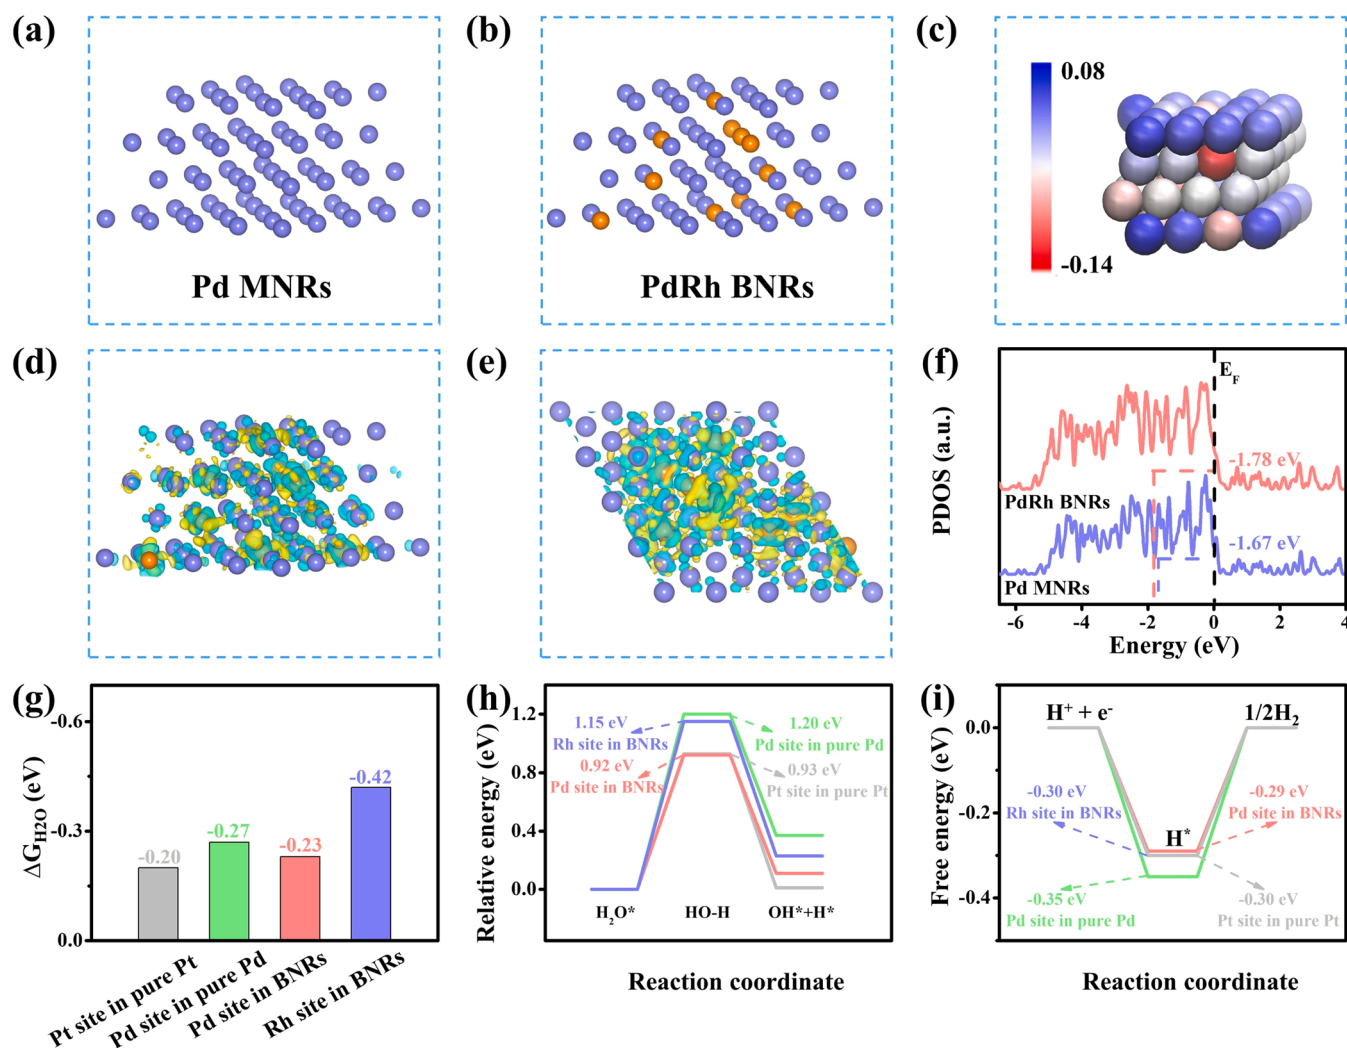 (a)
Pd MNRs
(b)
PdRh BNRs
(c)
0.08
-0.14
(d)
(e)
(f)
PDOS (a.u.)
E_F
-1.78 eV
PdRh BNRs
-1.67 eV
Pd MNRs
-6 -4 -2 0 2 4
Energy (eV)
(g)
ΔG_H2O (eV)
-0.6
-0.3
0.0
-0.20
-0.27
-0.23
-0.42
Pt site in pure Pt
Pd site in pure Pd
Pd site in BNRs
Rh site in BNRs
(h)
Relative energy (eV)
1.2
0.8
0.4
0.0
1.15 eV
Rh site in BNRs
0.92 eV
Pd site in BNRs
1.20 eV
Pd site in pure Pd
0.93 eV
Pt site in pure Pt
H₂O*
HO-H
OH*+H*
Reaction coordinate
(i)
Free energy (eV)
0.0
-0.2
-0.4
H⁺ + e⁻
1/2H₂
-0.30 eV
Rh site in BNRs
-0.29 eV
Pd site in BNRs
H*
-0.35 eV
Pd site in pure Pd
-0.30 eV
Pt site in pure Pt
Reaction coordinate